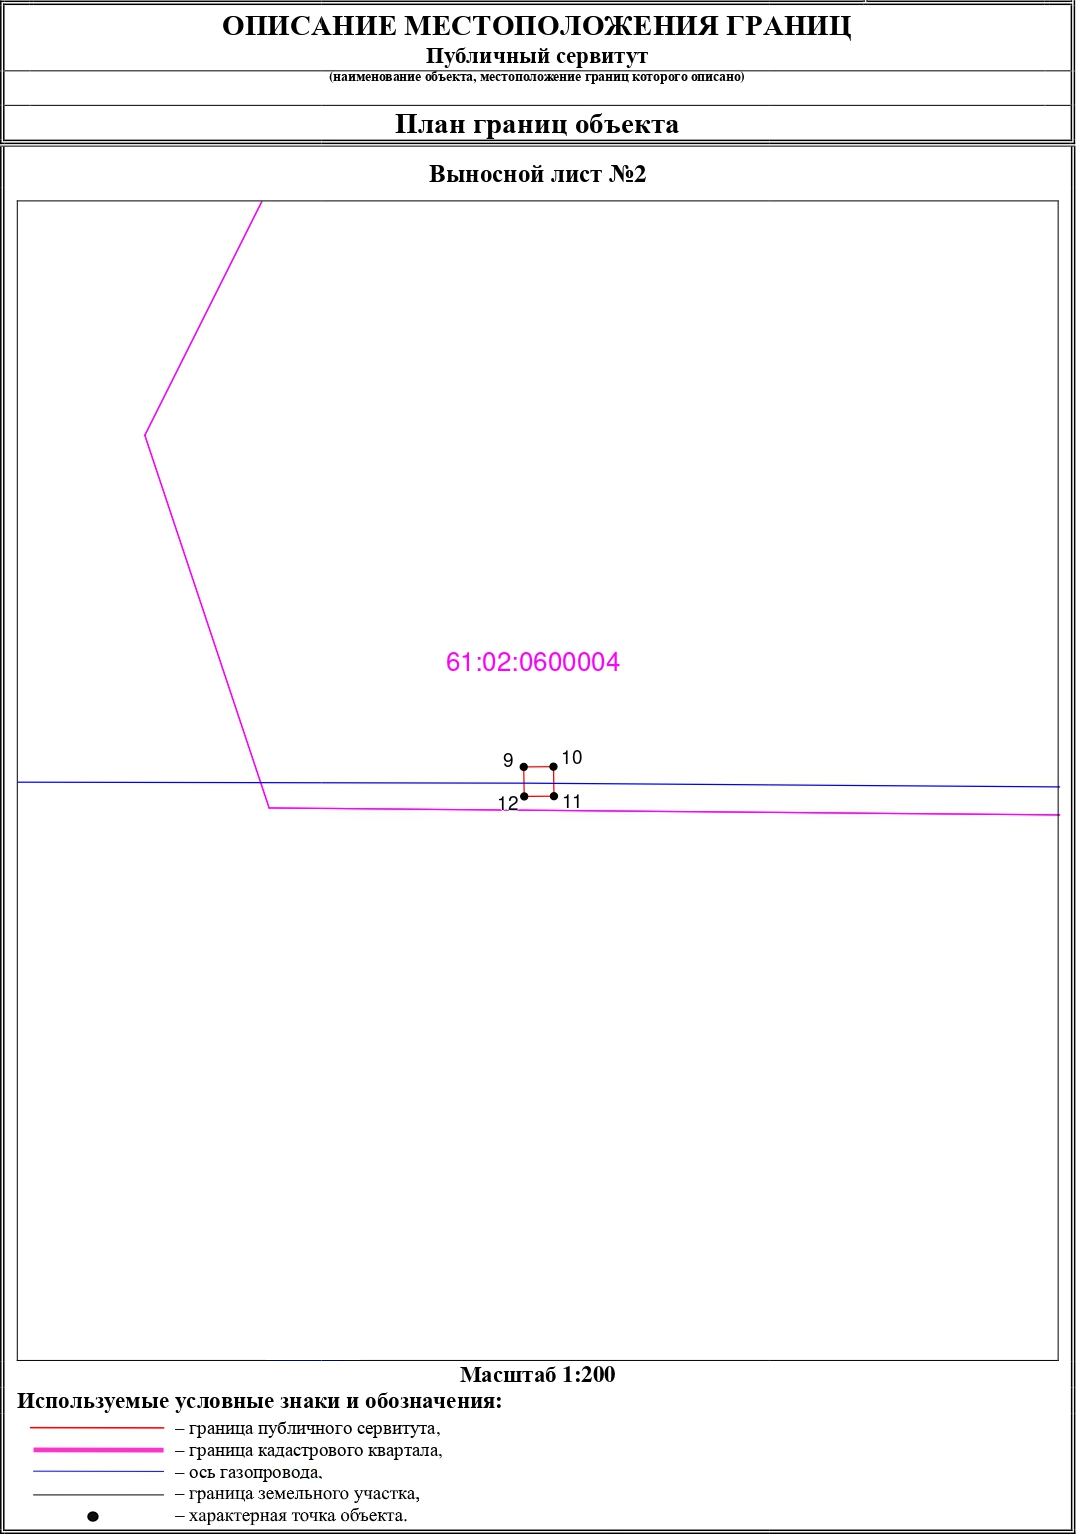 ОПИСАНИЕ МЕСТОПОЛОЖЕНИЯ ГРАНИЦ
Публичный сервитут
(наименование объекта, местоположение границ которого описано)
План границ объекта
Выносной лист №2
61:02:0600004
9
10
12
11
Масштаб 1:200
Используемые условные знаки и обозначения:
– граница публичного сервитута,
– граница кадастрового квартала,
– ось газопровода,
– граница земельного участка,
– характерная точка объекта.